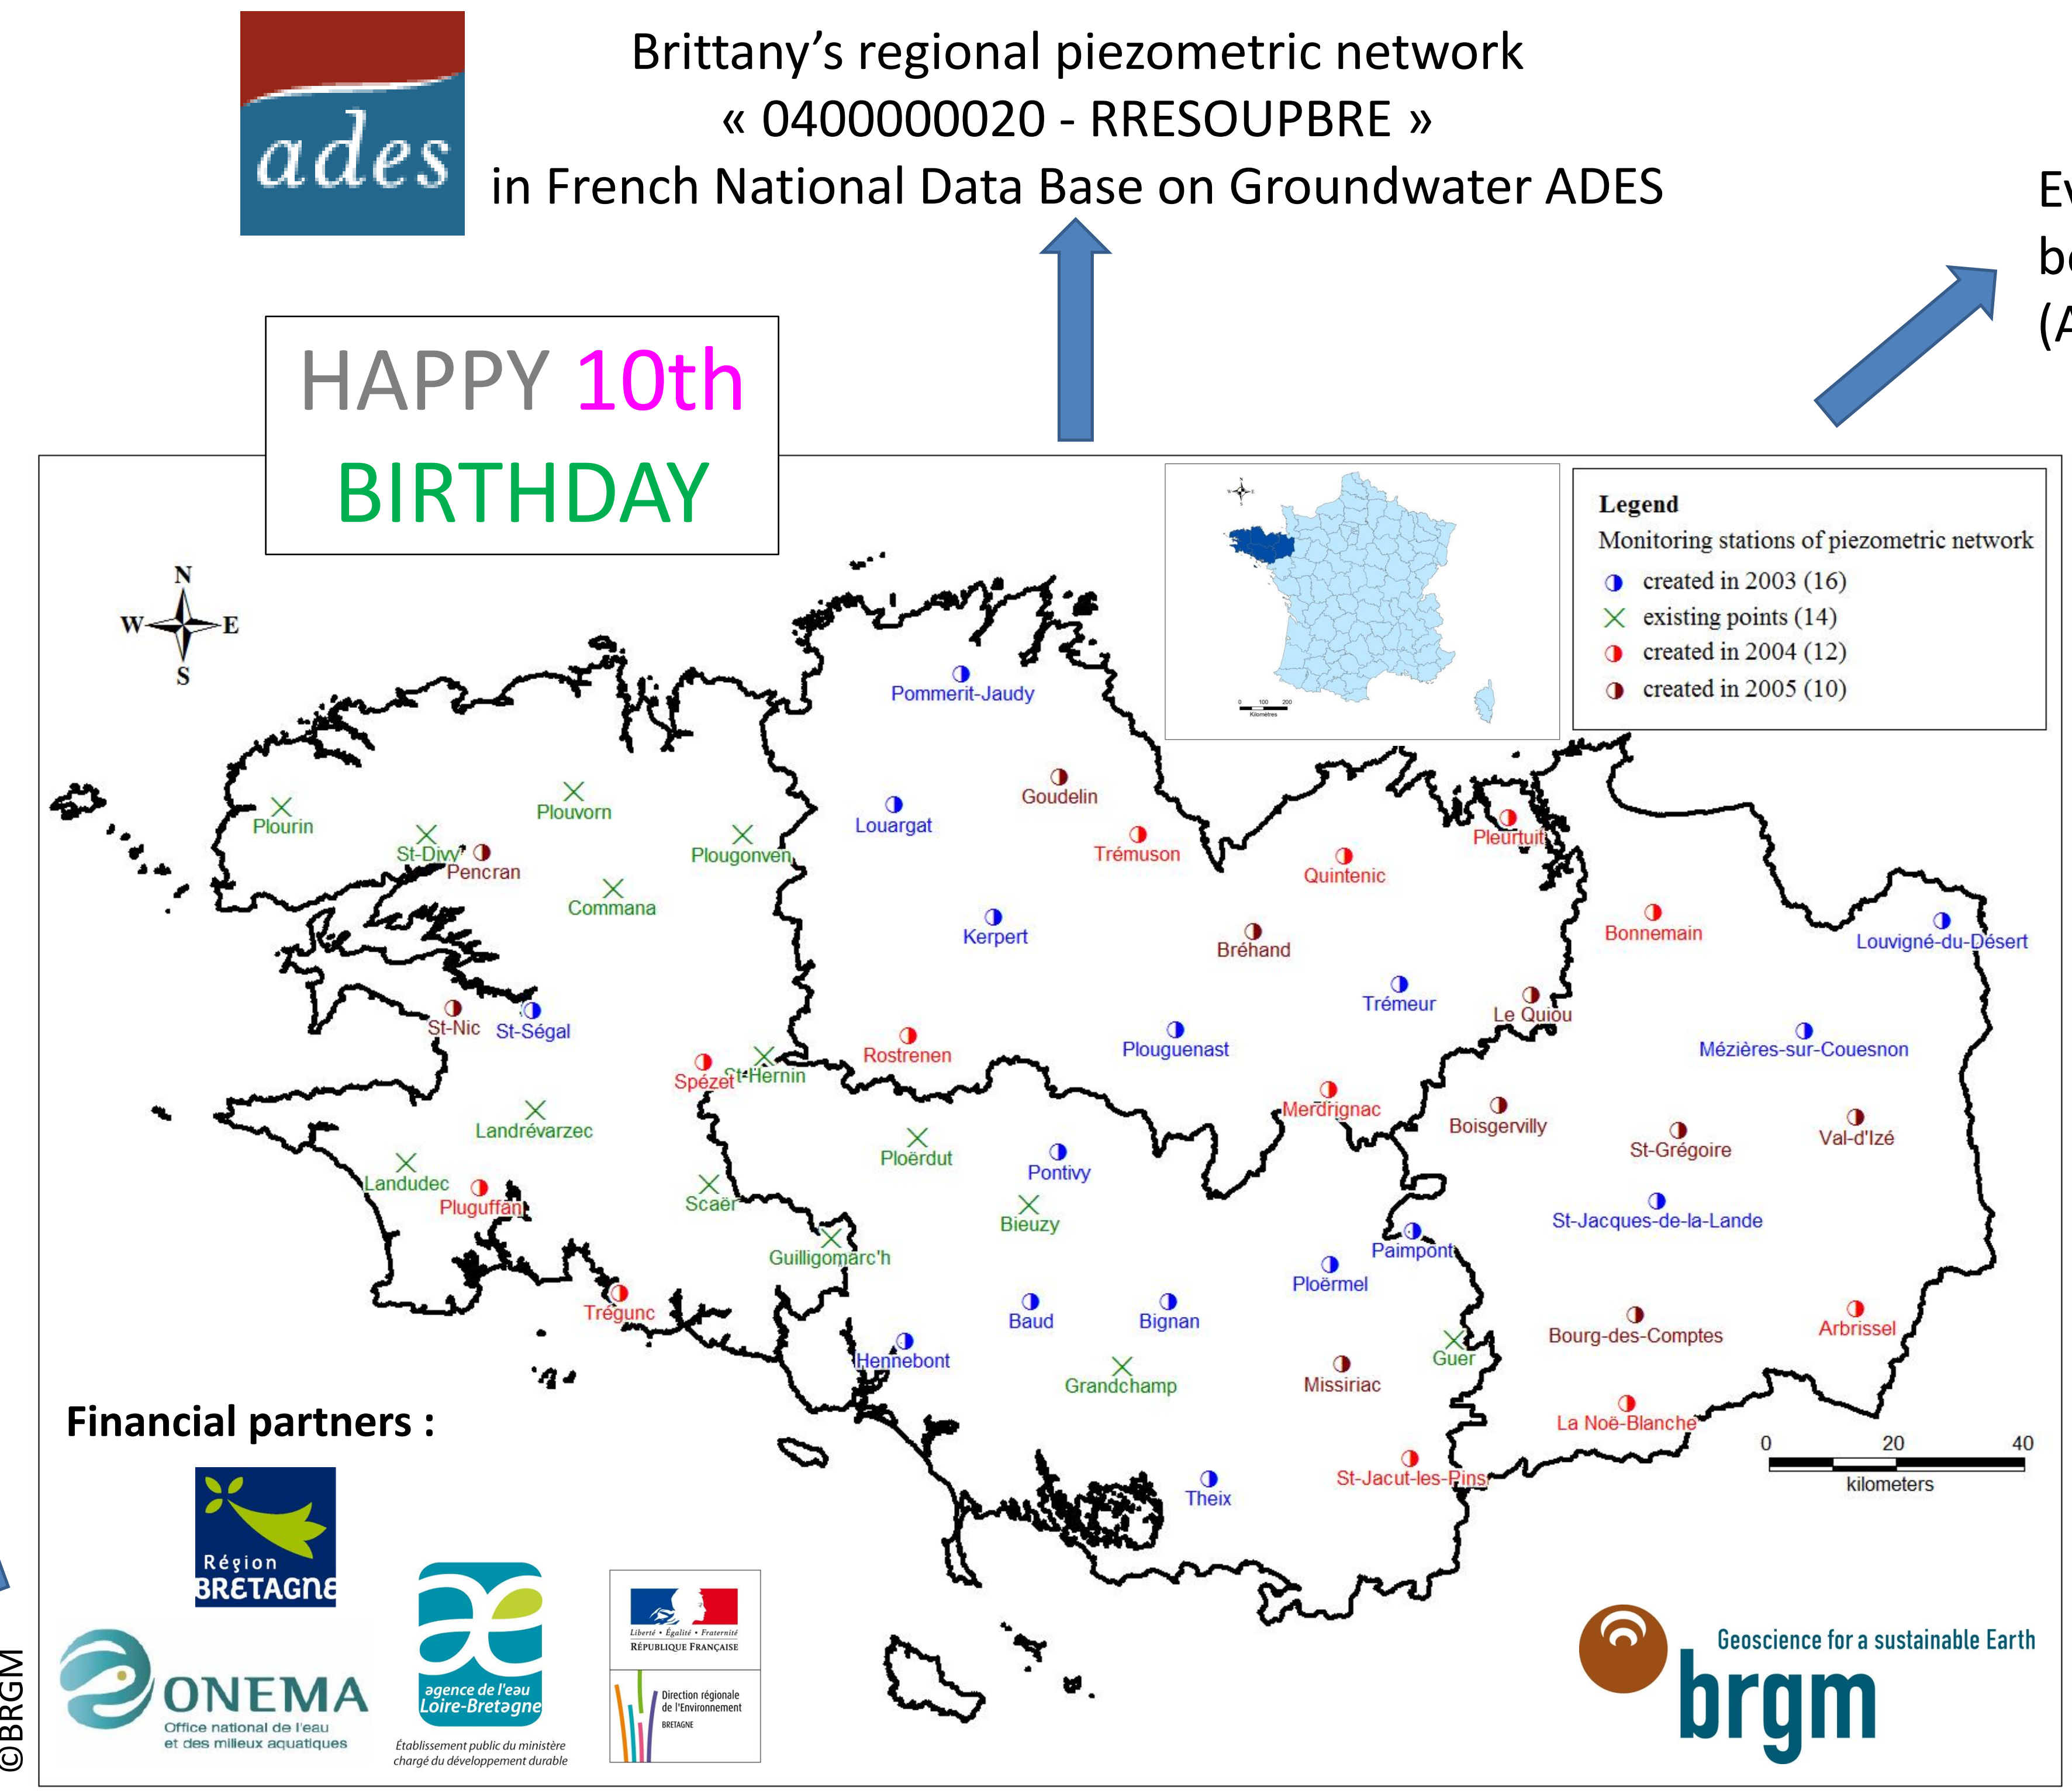 ades
Brittany’s regional piezometric network
« 0400000020 - RRESOUPBRE »
in French National Data Base on Groundwater ADES
HAPPY 10th
BIRTHDAY
N
W E
S
0 100 200
Kilomètres
Legend
Monitoring stations of piezometric network
created in 2003 (16)
existing points (14)
created in 2004 (12)
created in 2005 (10)
Pommerit-Jaudy
Goudelin
Plourin
Plouvorn
Louargat
Pleurtuit
St-Divy
Plougonven
Trémuson
Pencran
Quintenic
Commana
Kerpert
Bréhand
Bonnemain
Louvigné-du-Désert
Trémeur
Le Quiou
St-Nic
St-Ségal
Rostrenen
Plouguenast
Mézières-sur-Couesnon
Spézet
St-Hernin
Merdrignac
Landrévarzec
Boisgervilly
Val-d'Izé
Ploërdut
St-Grégoire
Pontivy
Landudec
Pluguffan
Scaër
Bieuzy
St-Jacques-de-la-Lande
Guilligomarc'h
Paimpont
Ploërmel
Trégunc
Baud
Bignan
Bourg-des-Comptes
Arbrissel
Hennebont
Guer
Grandchamp
Missiriac
La Noë-Blanche
St-Jacut-les-Pins
Theix
0 20 40
kilometers
Financial partners :
Région
BRETAGNE
ONEMA
Office national de l'eau
et des milieux aquatiques
agence de l'eau
Loire-Bretagne
Établissement public du ministère
chargé du développement durable
Liberté • Égalité • Fraternité
RÉPUBLIQUE FRANÇAISE
Direction régionale
de l'Environnement
BRETAGNE
Geoscience for a sustainable Earth
brgm
©BRGM